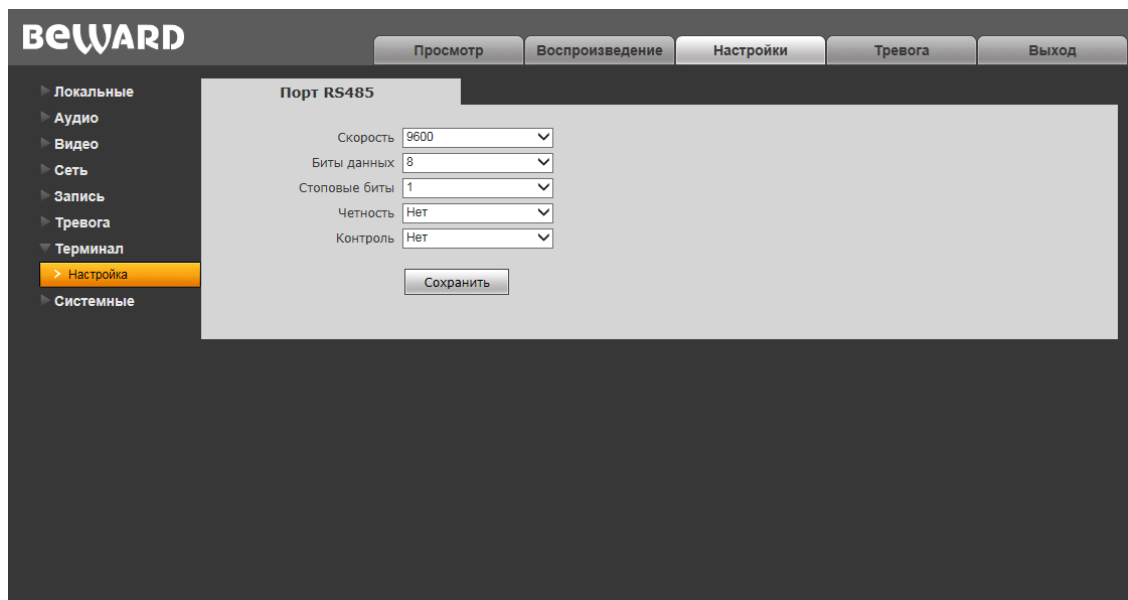 BEWARD
Просмотр Воспроизведение Настройки Тревога Выход
Локальные
Аудио
Видео
Сеть
Запись
Тревога
Терминал
> Настройка
Системные
Порт RS485
Скорость 9600
Биты данных 8
Стоповые биты 1
Четность Нет
Контроль Нет
Сохранить